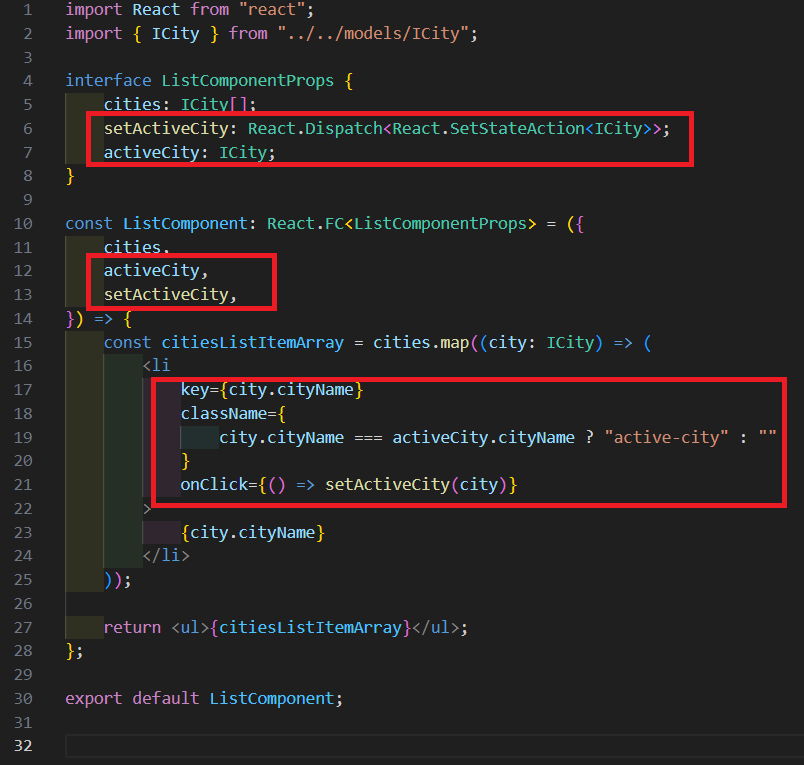 1 import React from "react";
2 import { ICity } from "../../models/ICity";
3
4 interface ListComponentProps {
5     cities: ICity[];
6     setActiveCity: React.Dispatch<React.SetStateAction<ICity>>;
7     activeCity: ICity;
8 }
9
10 const ListComponent: React.FC<ListComponentProps> = ({
11     cities,
12     activeCity,
13     setActiveCity,
14 }) => {
15     const citiesListItemArray = cities.map((city: ICity) => (
16         <li
17             key={city.cityName}
18             className={
19                 city.cityName === activeCity.cityName ? "active-city" : ""
20             }
21             onClick={() => setActiveCity(city)}
22         >
23             {city.cityName}
24         </li>
25     ));
26
27     return <ul>{citiesListItemArray}</ul>;
28 };
29
30 export default ListComponent;
31
32